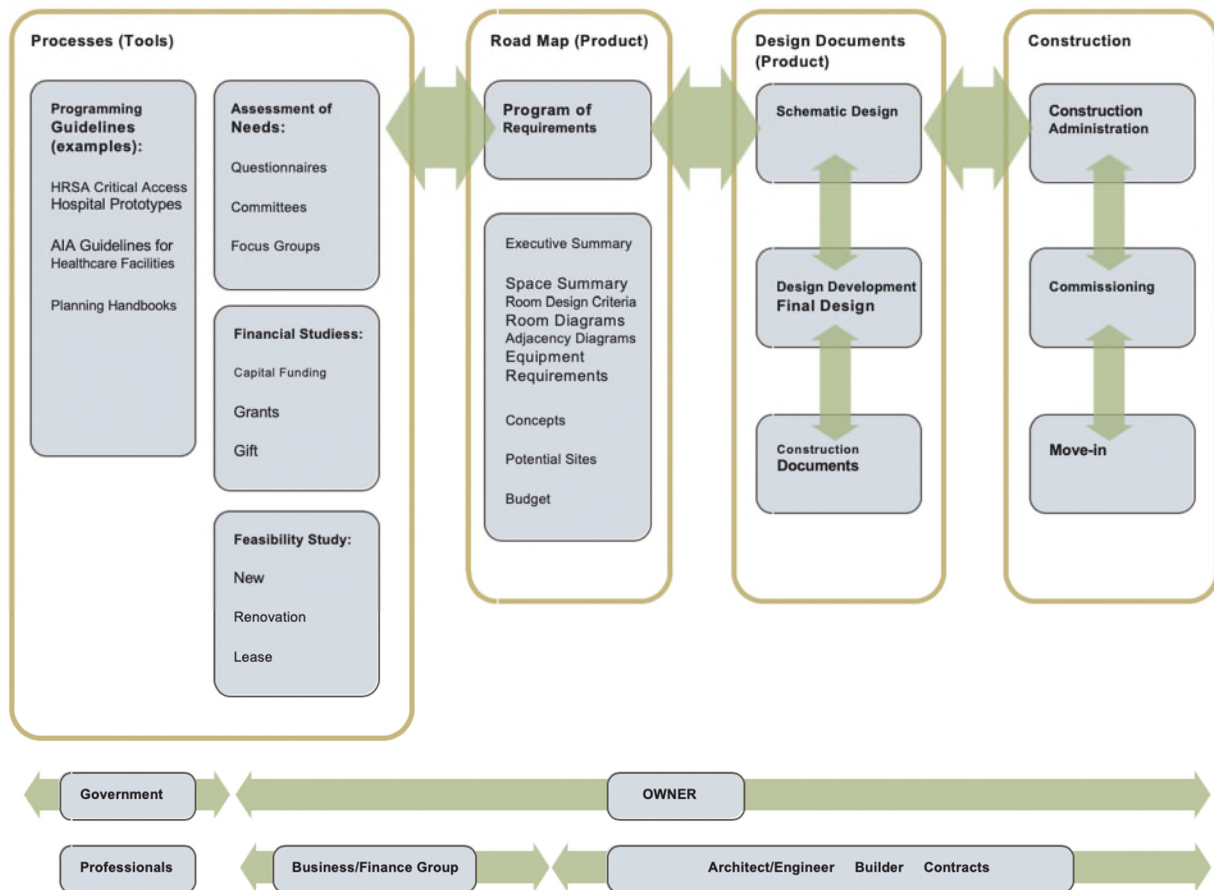 Processes (Tools)
Programming
Guidelines
(examples):
HRSA Critical Access
Hospital Prototypes
AIA Guidelines for
Healthcare Facilities
Planning Handbooks
Assessment of
Needs:
Questionnaires
Committees
Focus Groups
Financial Studiess:
Capital Funding
Grants
Gift
Feasibility Study:
New
Renovation
Lease
Road Map (Product)
Program of
Requirements
Executive Summary
Space Summary
Room Design Criteria
Room Diagrams
Adjacency Diagrams
Equipment
Requirements
Concepts
Potential Sites
Budget
Design Documents
(Product)
Schematic Design
Design Development
Final Design
Construction
Documents
Construction
Construction
Administration
Commissioning
Move-in
Government
OWNER
Professionals
Business/Finance Group
Architect/Engineer Builder Contracts